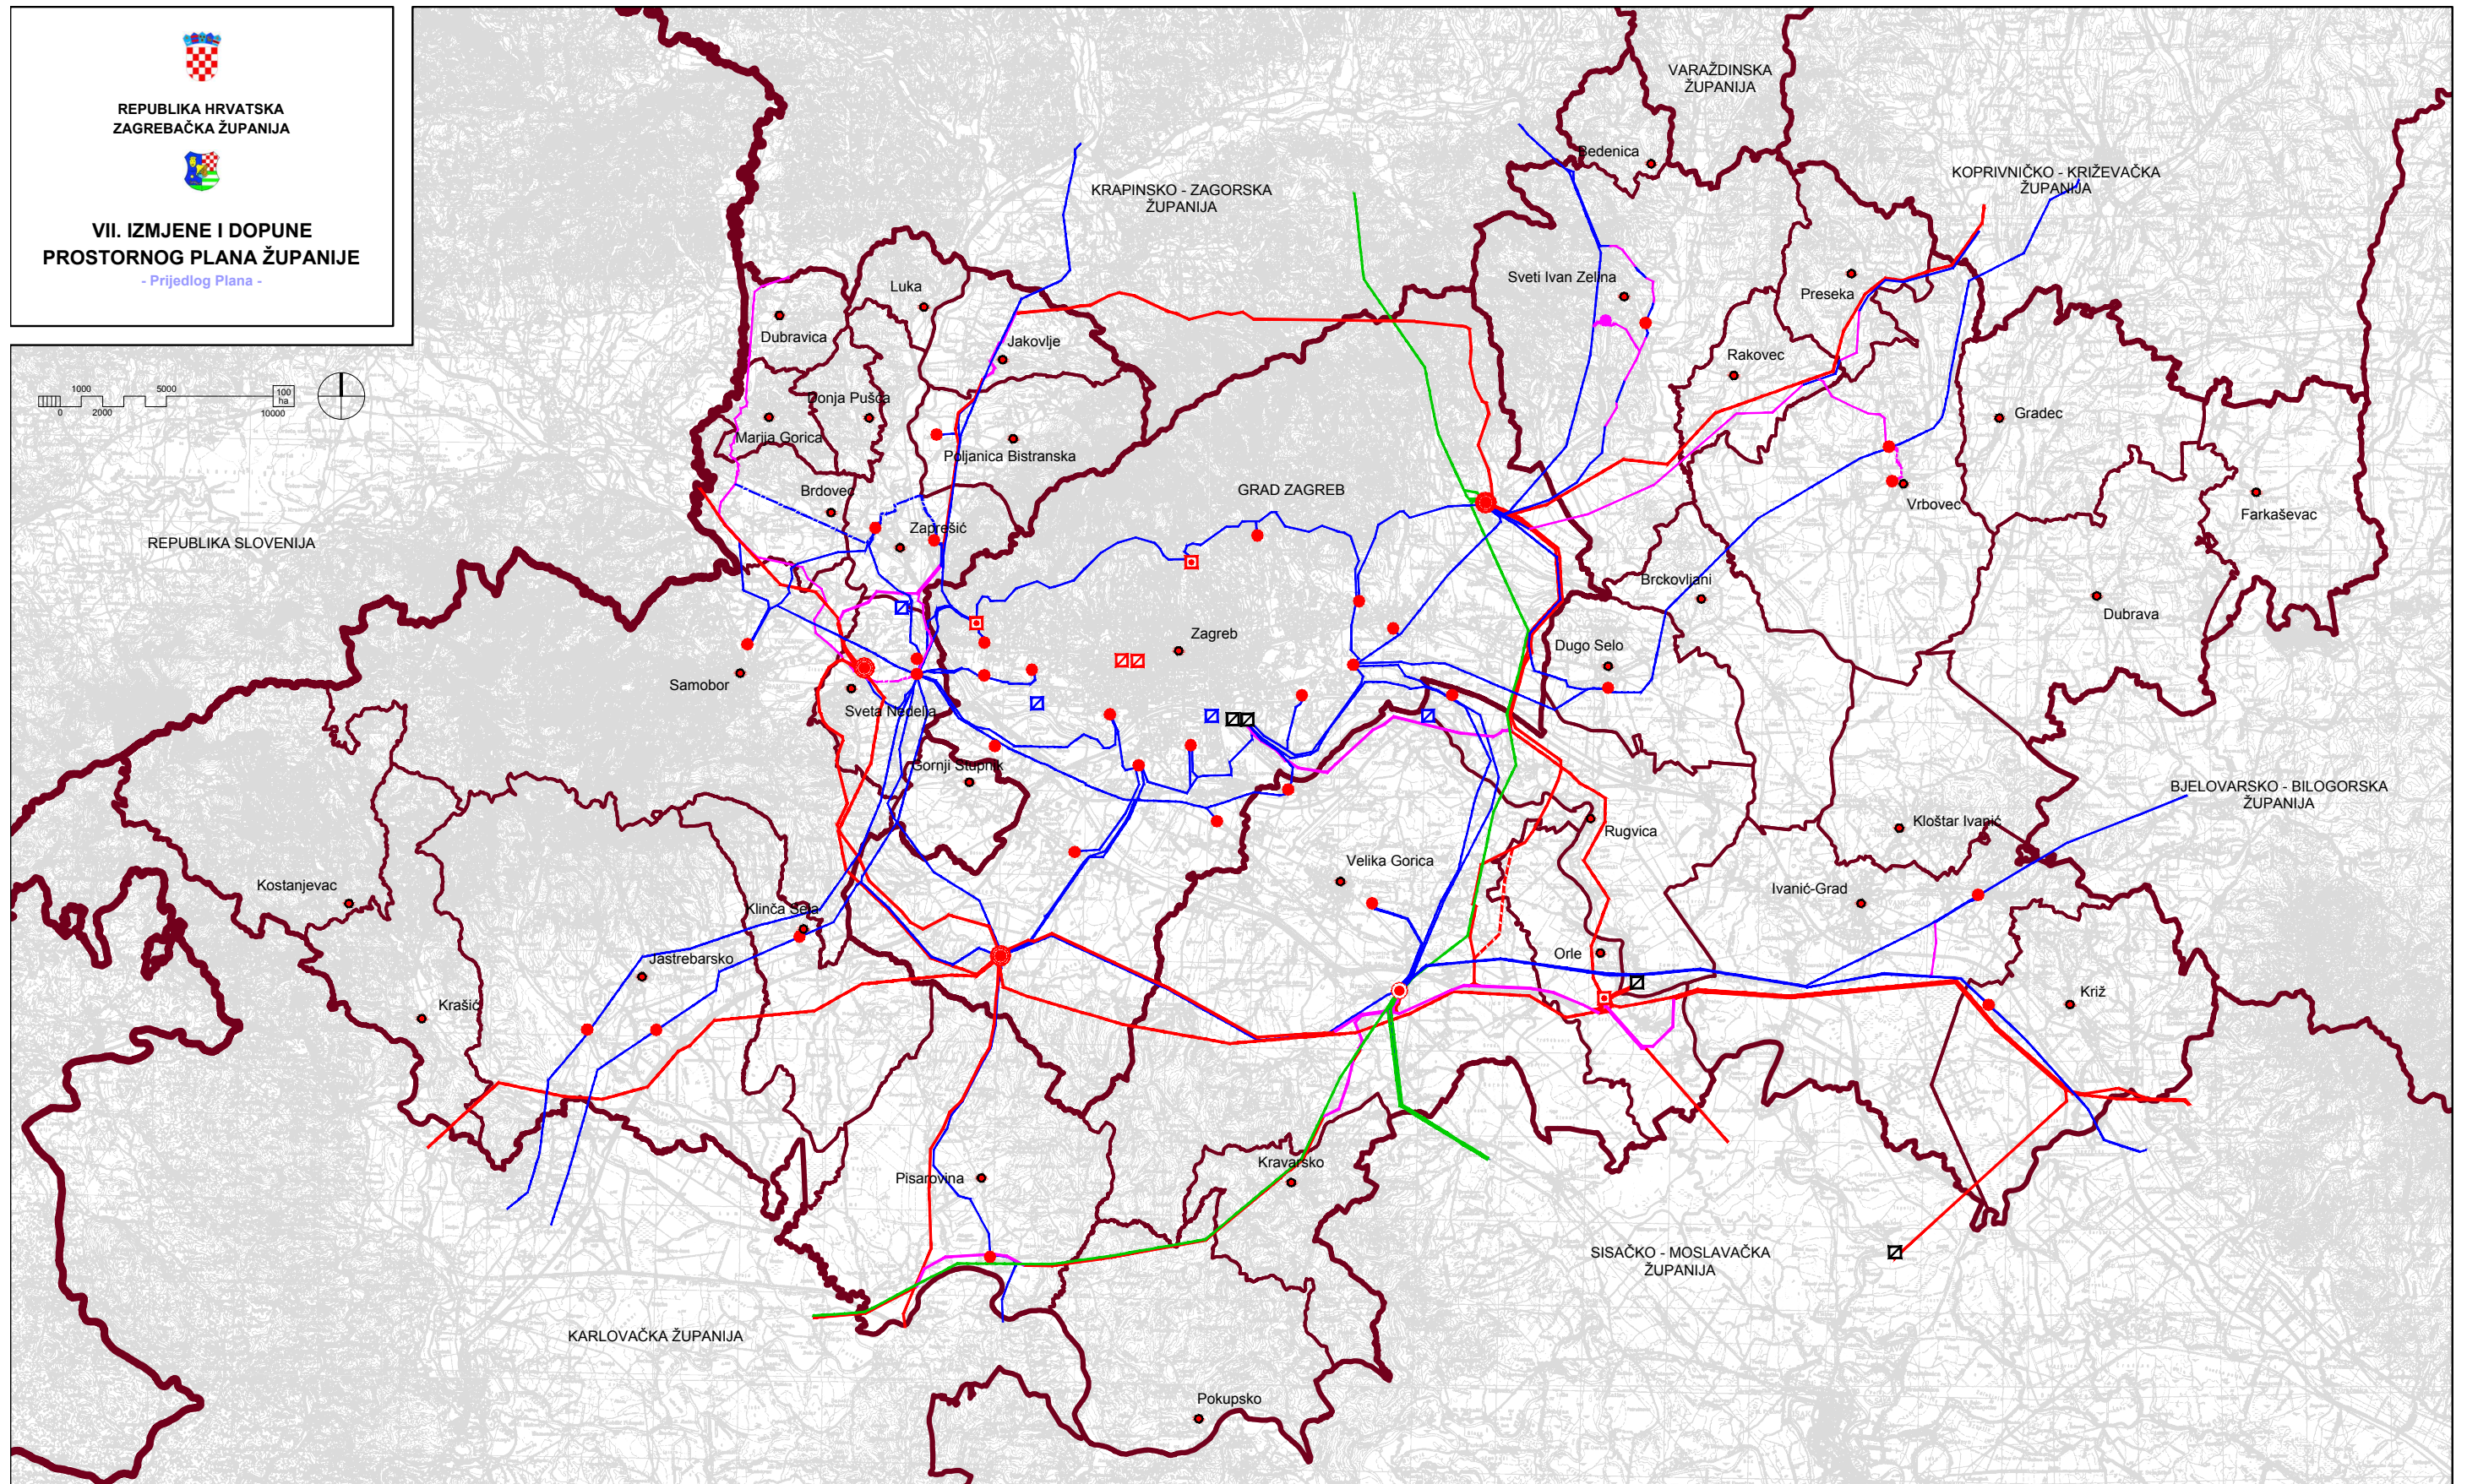 REPUBLIKA HRVATSKA
ZAGREBAČKA ŽUPANIJA
VII. IZMJENE I DOPUNE
PROSTORNOG PLANA ŽUPANIJE
- Prijedlog Plana -
1000
5000
100
ha
0
2000
10000
VARAŽDINSKA
ŽUPANIJA
Bedenica
KOPRIVNIČKO - KRIŽEVAČKA
ŽUPANIJA
KRAPINSKO - ZAGORSKA
ŽUPANIJA
Sveti Ivan Zelina
Preseka
Luka
Dubravica
Jakovlje
Rakovec
Donja Pušća
Gradec
Marija Gorica
Poljanica Bistranska
Brdovec
GRAD ZAGREB
Vrbovec
Farkaševac
Zaprešić
REPUBLIKA SLOVENIJA
Brckovljani
Dubrava
Zagreb
Dugo Selo
Samobor
Sveta Nedelja
Gornji Stupnik
BJELOVARSKO - BILOGORSKA
ŽUPANIJA
Kloštar Ivanić
Rugvica
Velika Gorica
Kostanjevac
Ivanić-Grad
Klinča Sela
Jastrebarsko
Orle
Krašić
Križ
Kravarsko
Pisarovina
SISAČKO - MOSLAVAČKA
ŽUPANIJA
KARLOVAČKA ŽUPANIJA
Pokupsko